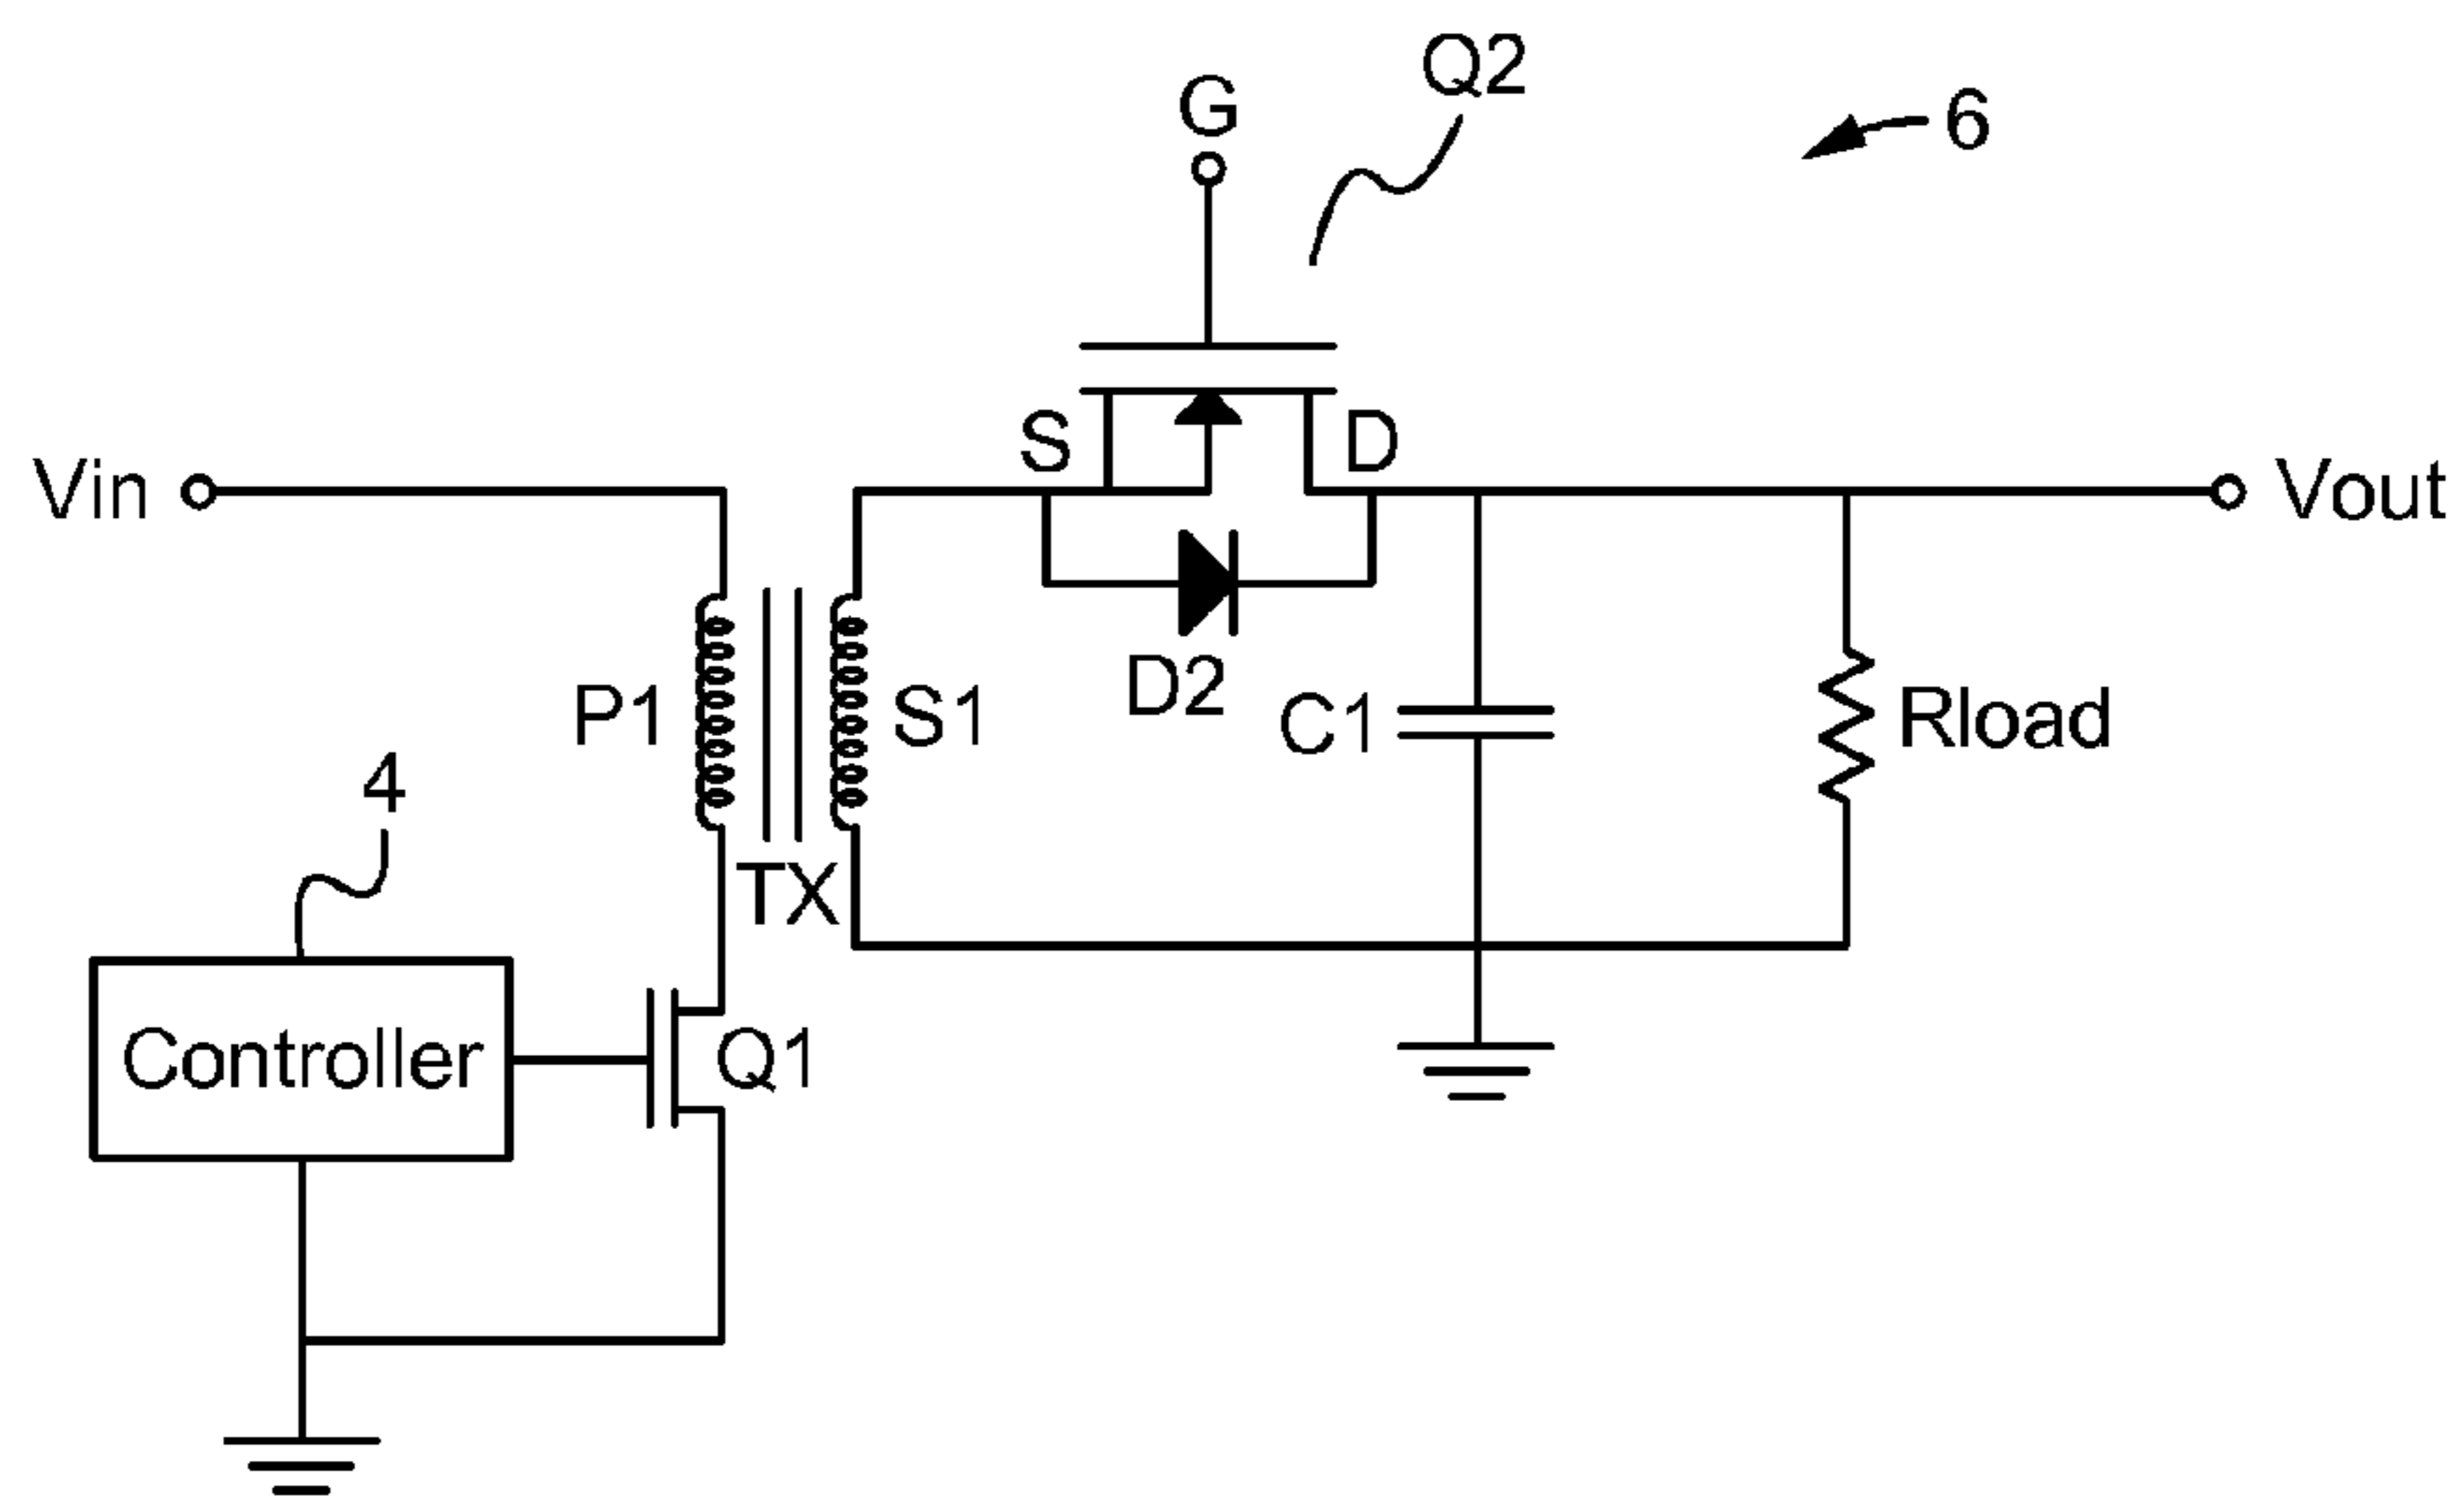 Q2
G
6
S
D
Vin
Vout
D2
P1
S1
C1
Rload
4
TX
Controller
Q1